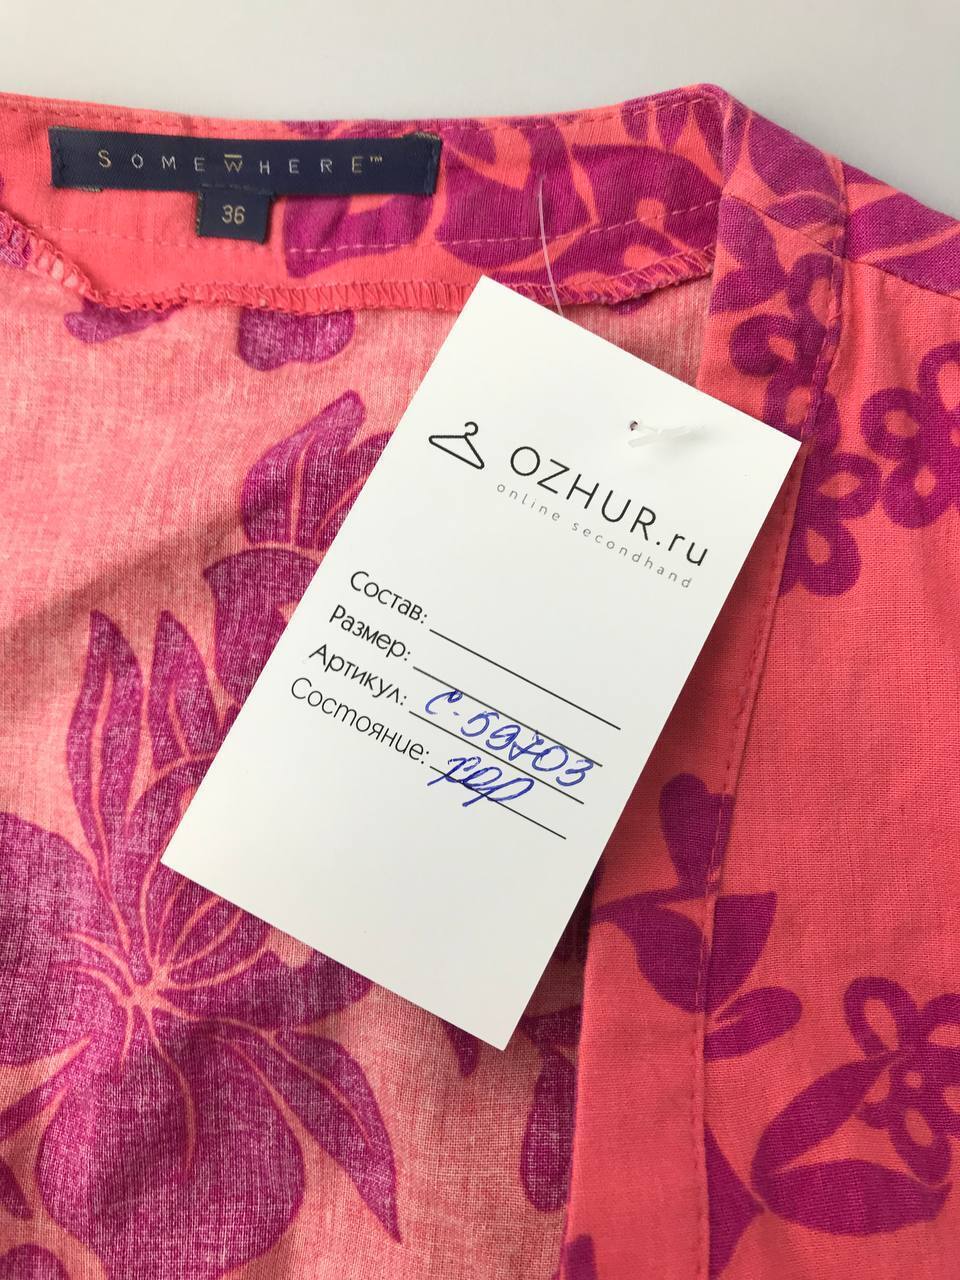 SOMEWHERE™
36
OZHUR.ru
online secondhand
Состав:
Размер:
Артикул: С-59703
Состояние: